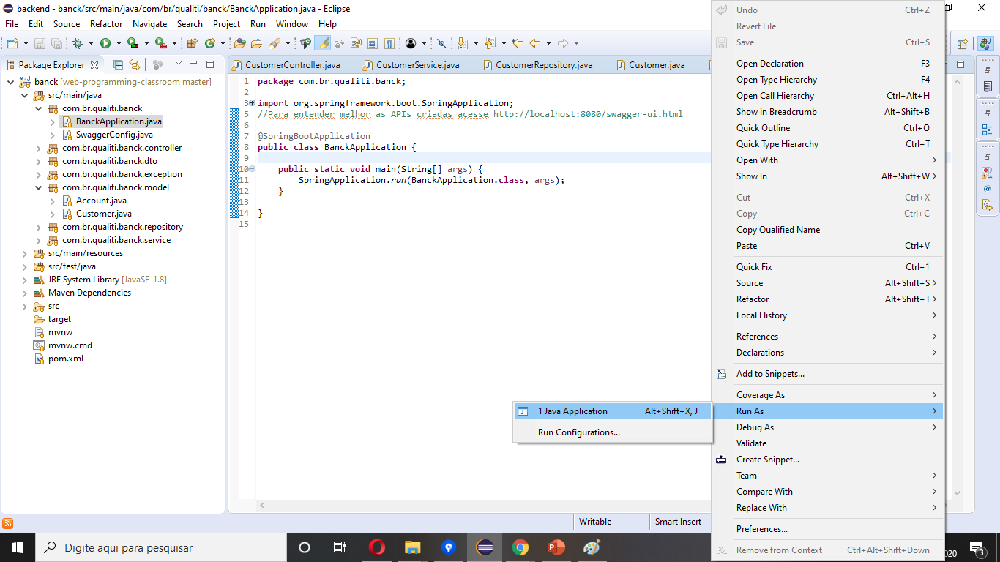 backend - banck/src/main/java/com/br/qualiti/banck/BanckApplication.java - Eclipse
File Edit Source Refactor Navigate Search Project Run Window Help
Package Explorer
banck [web-programming-classroom master]
src/main/java
com.br.qualiti.banck
BanckApplication.java
SwaggerConfig.java
com.br.qualiti.banck.controller
com.br.qualiti.banck.dto
com.br.qualiti.banck.exception
com.br.qualiti.banck.model
Account.java
Customer.java
com.br.qualiti.banck.repository
com.br.qualiti.banck.service
src/main/resources
src/test/java
JRE System Library [JavaSE-1.8]
Maven Dependencies
src
target
mvnw
mvnw.cmd
pom.xml
CustomerController.java CustomerService.java CustomerRepository.java Customer.java
1 package com.br.qualiti.banck;
2
3 import org.springframework.boot.SpringApplication;
5 //Para entender melhor as APIs criadas acesse http://localhost:8080/swagger-ui.html
6
7 @SpringBootApplication
8 public class BanckApplication {
9
10 public static void main(String[] args) {
11 SpringApplication.run(BanckApplication.class, args);
12 }
13
14 }
15
Undo Ctrl+Z
Revert File
Save Ctrl+S
Open Declaration F3
Open Type Hierarchy F4
Open Call Hierarchy Ctrl+Alt+H
Show in Breadcrumb Alt+Shift+B
Quick Outline Ctrl+O
Quick Type Hierarchy Ctrl+T
Open With
Show In Alt+Shift+W
Cut Ctrl+X
Copy Ctrl+C
Copy Qualified Name
Paste Ctrl+V
Quick Fix Ctrl+1
Source Alt+Shift+S
Refactor Alt+Shift+T
Local History
References
Declarations
Add to Snippets...
Coverage As
Run As
Debug As
Validate
Create Snippet...
Team
Compare With
Replace With
Preferences...
Remove from Context Ctrl+Alt+Shift+Down
1 Java Application Alt+Shift+X, J
Run Configurations...
Writable Smart Insert
Digite aqui para pesquisar
020
3